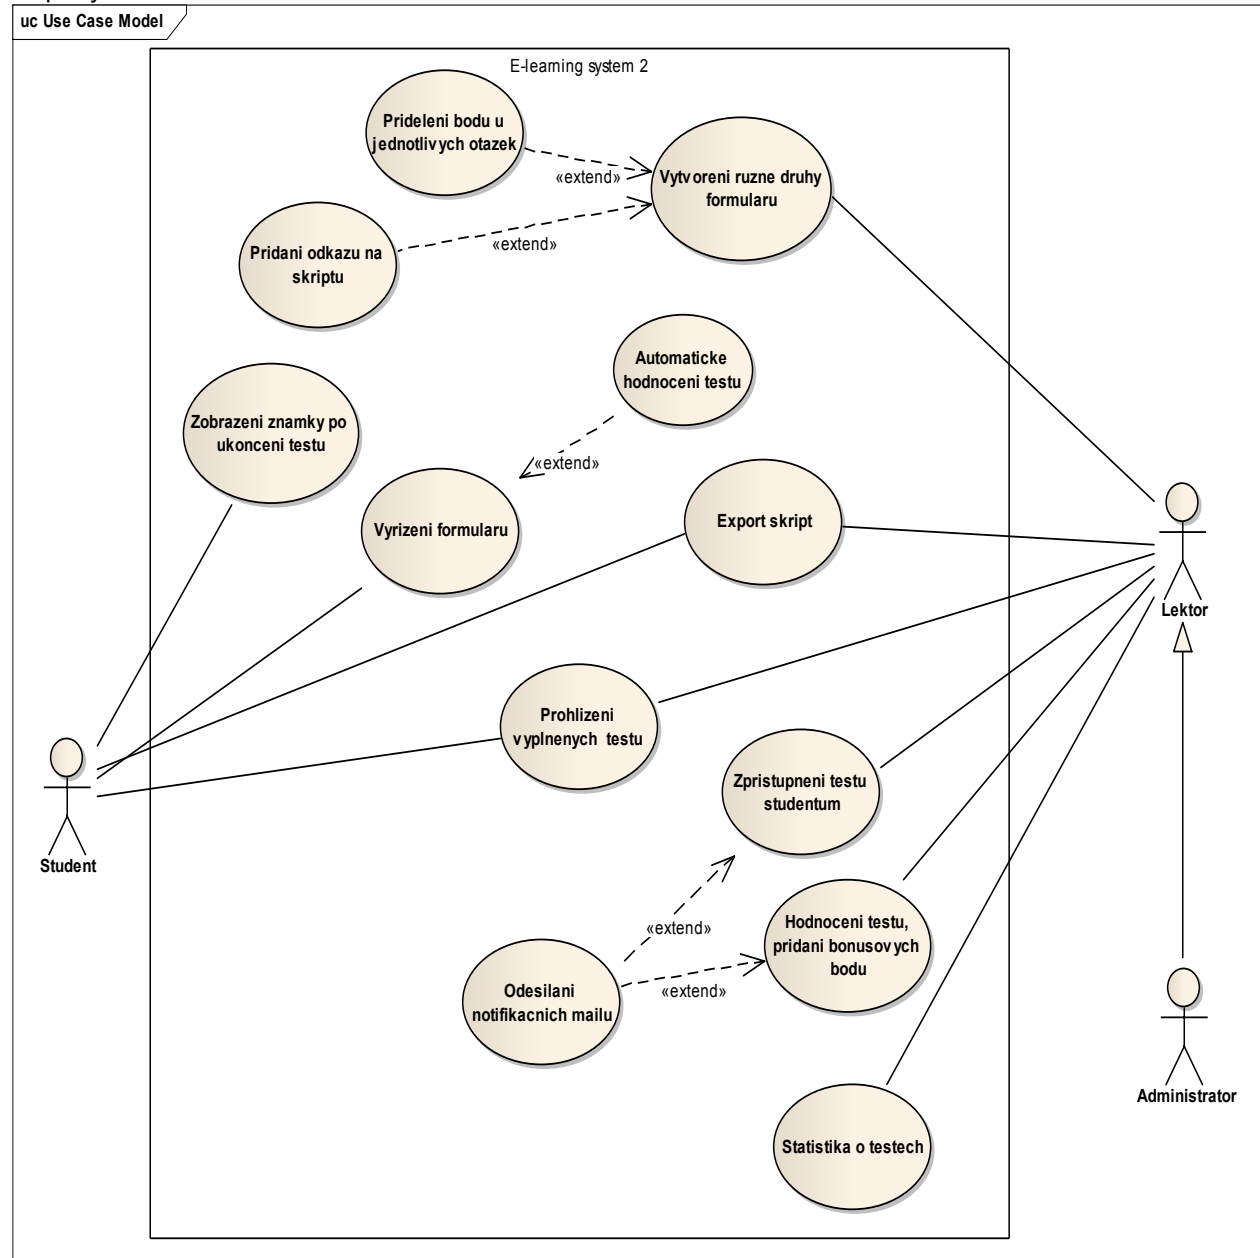 uc Use Case Model
E-learning system 2
Prideleni bodu u
jednotlivych otazek
«extend»
Vytvoreni ruzne druhy
formularu
Pridani odkazu na
skriptu
«extend»
Automaticke
hodnoceni testu
Zobrazeni znamky po
ukonceni testu
«extend»
Vyrizeni formularu
Export skript
Lektor
Prohlizeni
vyplnenych testu
Zpristupneni testu
studentum
Student
«extend»
Hodnoceni testu,
pridani bonusovych
bodu
Odesilani
notifikacnich mailu
«extend»
Administrator
Statistika o testech